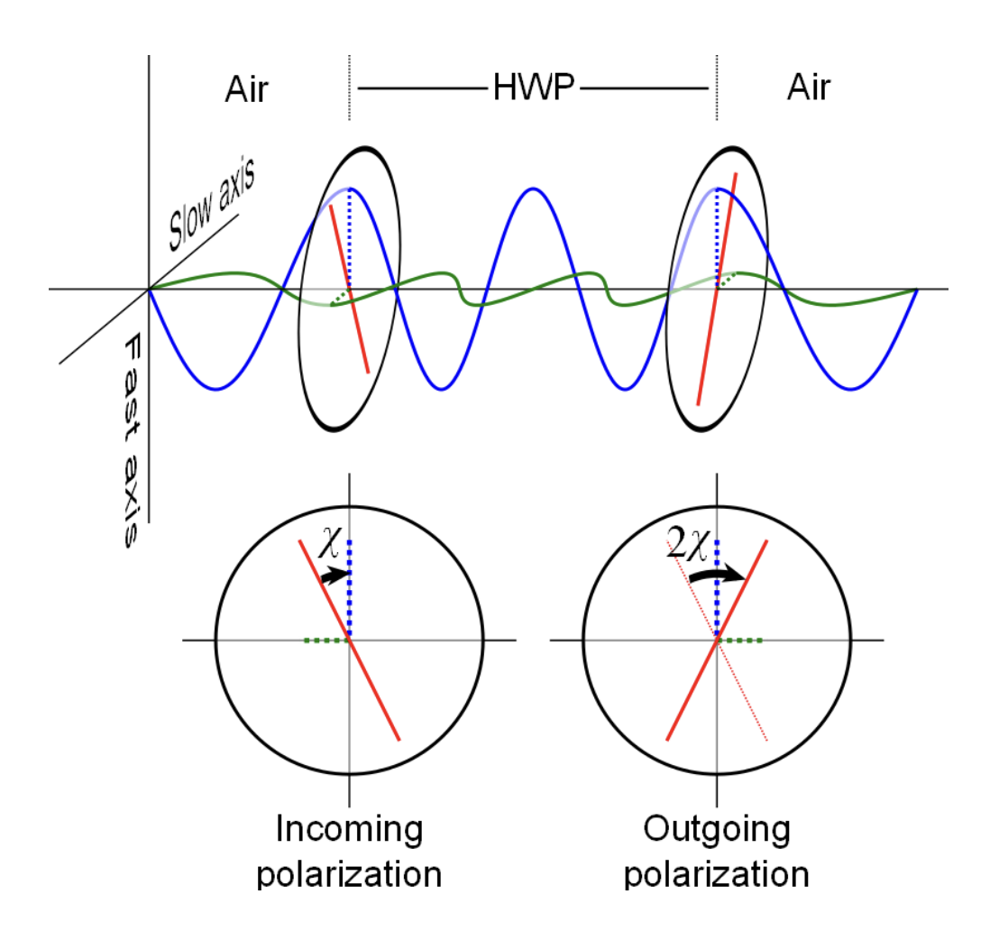 Air
HWP
Air
Slow axis
Fast axis
χ
2χ
Incoming
polarization
Outgoing
polarization